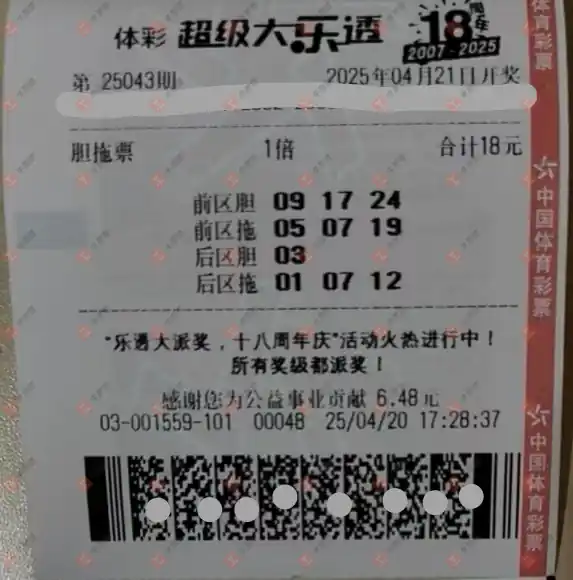 体彩 超级大乐透 18周年
2007-2025
第 25043期 2025年04月21日开奖
胆拖票 1倍 合计18元
前区胆 09 17 24
前区拖 05 07 19
后区胆 03
后区拖 01 07 12
"乐透大派奖，十八周年庆"活动火热进行中！
所有奖级都派奖！
感谢您为公益事业贡献 6.48元
03-001559-101 00048 25/04/20 17:28:37
体育彩票
中国体育彩票
中国体育彩票